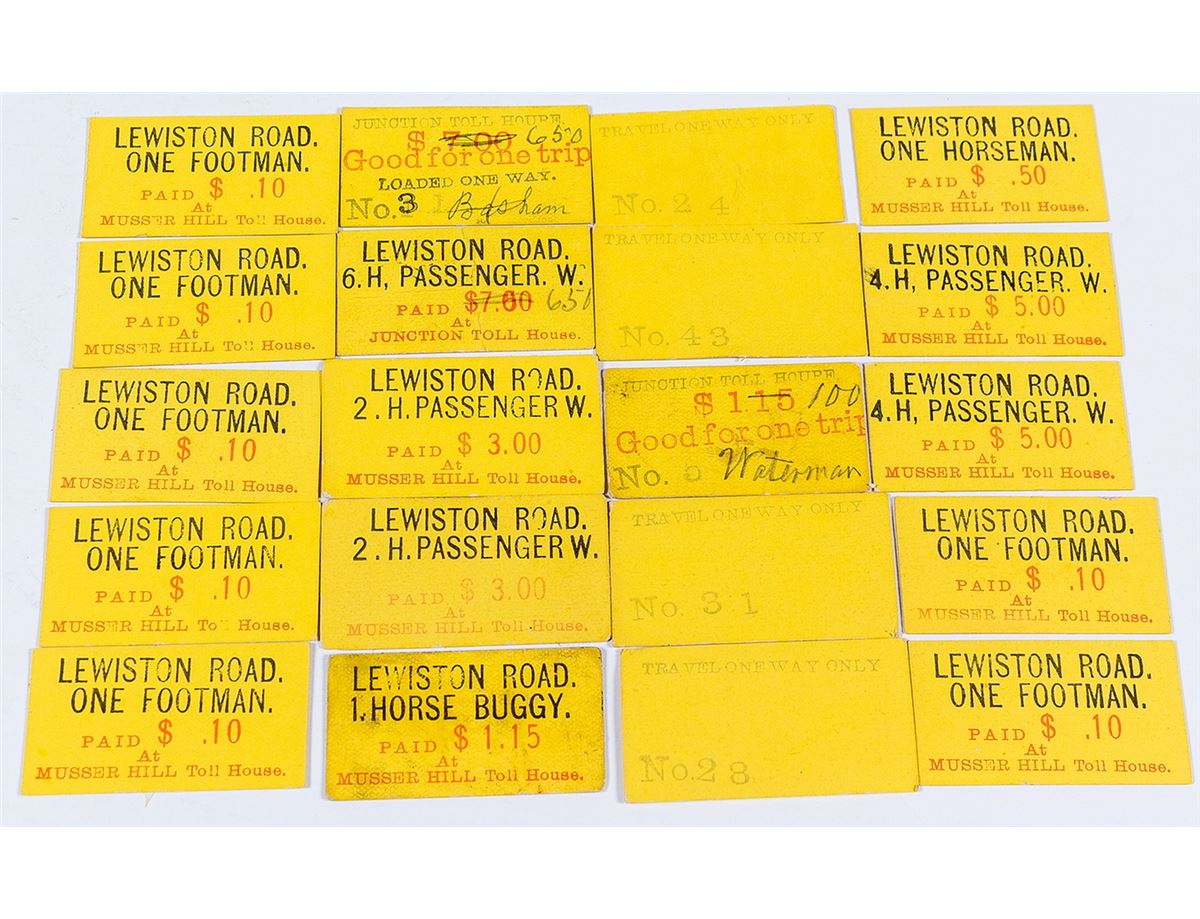 LEWISTON ROAD.
ONE FOOTMAN.
PAID $ .10
At
MUSSER HILL Toll House.
LEWISTON ROAD.
ONE FOOTMAN.
PAID $ .10
At
MUSSER HILL Toll House.
LEWISTON ROAD.
ONE FOOTMAN.
PAID $ .10
At
MUSSER HILL Toll House.
LEWISTON ROAD.
ONE FOOTMAN.
PAID $ .10
At
MUSSER HILL To House.
LEWISTON ROAD.
ONE FOOTMAN.
PAID $ .10
At
MUSSER HILL Toll House.
JUNCTION TOLL HOUSE
$ 7.00 650
Good for one trip
LOADED ONE WAY.
No. 31 Basham
LEWISTON ROAD.
6.H, PASSENGER. W.
PAID $7.00 650
At
JUNCTION TOLL House.
LEWISTON ROAD.
2.H.PASSENGER W.
PAID $ 3.00
At
MUSSER HILL Toll House.
LEWISTON ROAD.
2.H.PASSENGER W.
PAID $ 3.00
At
MUSSER HILL Toll House.
LEWISTON ROAD.
1.HORSE BUGGY.
PAID $ 1.15
At
MUSSER HILL Toll House.
TRAVEL ONE WAY ONLY
No. 24
TRAVEL ONE WAY ONLY
No. 43
JUNCTION TOLL HOUSE
$ 1.15 100
Good for one trip
No. Waterman
TRAVEL ONE WAY ONLY
No. 31
TRAVEL ONE WAY ONLY
No. 28
LEWISTON ROAD.
ONE HORSEMAN.
PAID $ .50
At
MUSSER HILL Toll House.
LEWISTON ROAD.
4.H, PASSENGER. W.
PAID $ 5.00
At
MUSSER HILL Toll House.
LEWISTON ROAD.
4.H, PASSENGER. W.
PAID $ 5.00
At
MUSSER HILL Toll House.
LEWISTON ROAD.
ONE FOOTMAN.
PAID $ .10
At
MUSSER HILL Toll House.
LEWISTON ROAD.
ONE FOOTMAN.
PAID $ .10
At
MUSSER HILL Toll House.